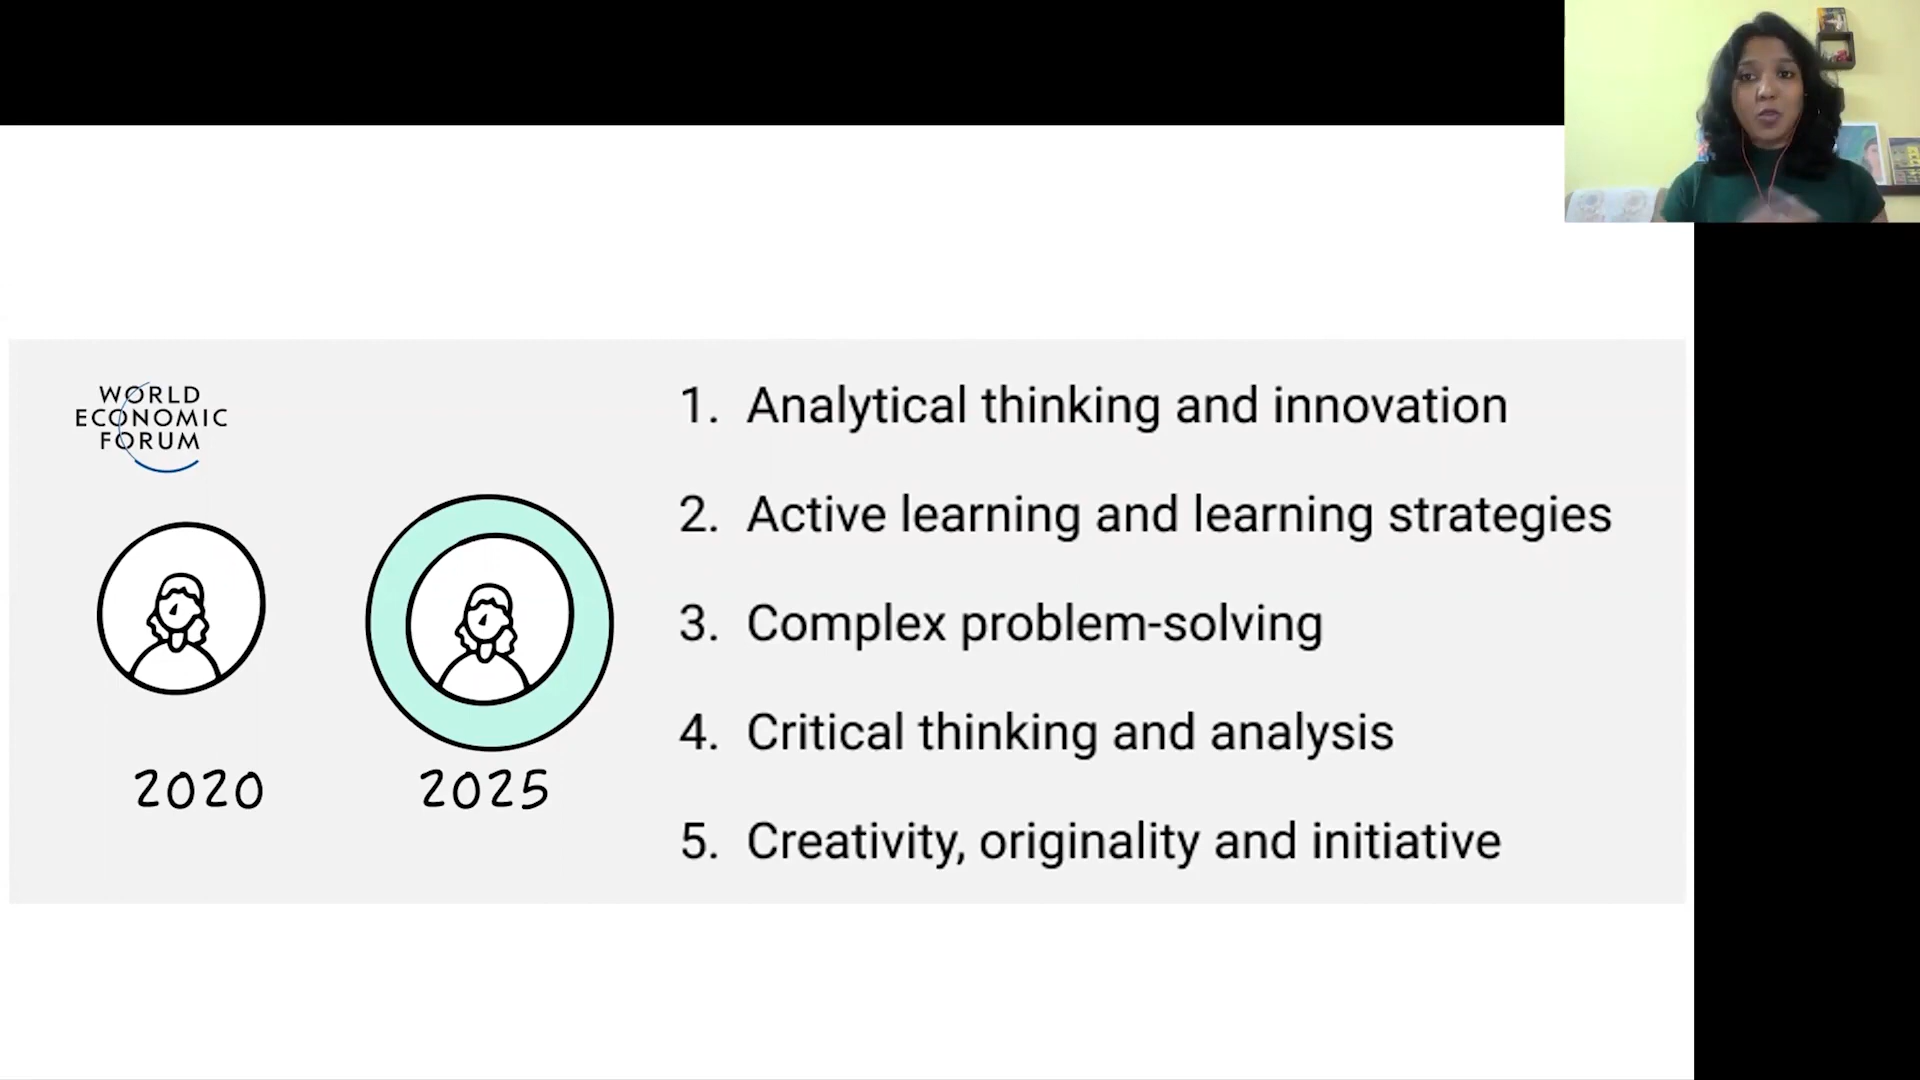 WORLD
ECONOMIC
FORUM
2020
2025
1. Analytical thinking and innovation
2. Active learning and learning strategies
3. Complex problem-solving
4. Critical thinking and analysis
5. Creativity, originality and initiative